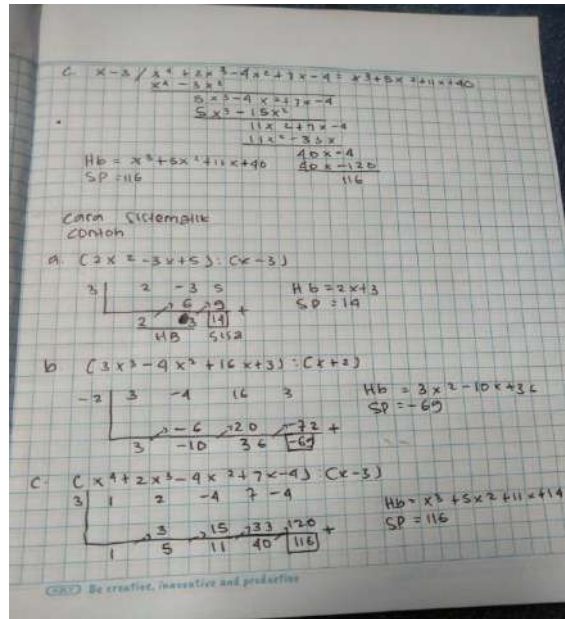 c. x-3 / x⁴ + 2x³-4x²+7x-4 = x³+5x²+11x+40
x⁴ - 3x³
5x³-4x²+7x-4
5x³-15x²
11x²+7x-4
11x²-33x
40x-4
Hb = x³+5x²+11x+40
40x-120
SP = 116
116
Cara Sistematik
contoh
a. (2x²-3x+5) : (x-3)
3 2 -3 5 Hb = 2x+3
6 9 + SP = 14
2 3 14
HB Sisa
b (3x³-4x²+16x+3) : (x+2)
-2 3 -4 16 3 Hb = 3x²-10x+36
-6 20 -72 + SP = -69
3 -10 36 -69
c. (x⁴+2x³-4x²+7x-4) : (x-3)
3 1 2 -4 7 -4 Hb = x³+5x2+11x+14
3 15 33 120 + SP = 116
1 5 11 40 116
Be creative, innovative and productive